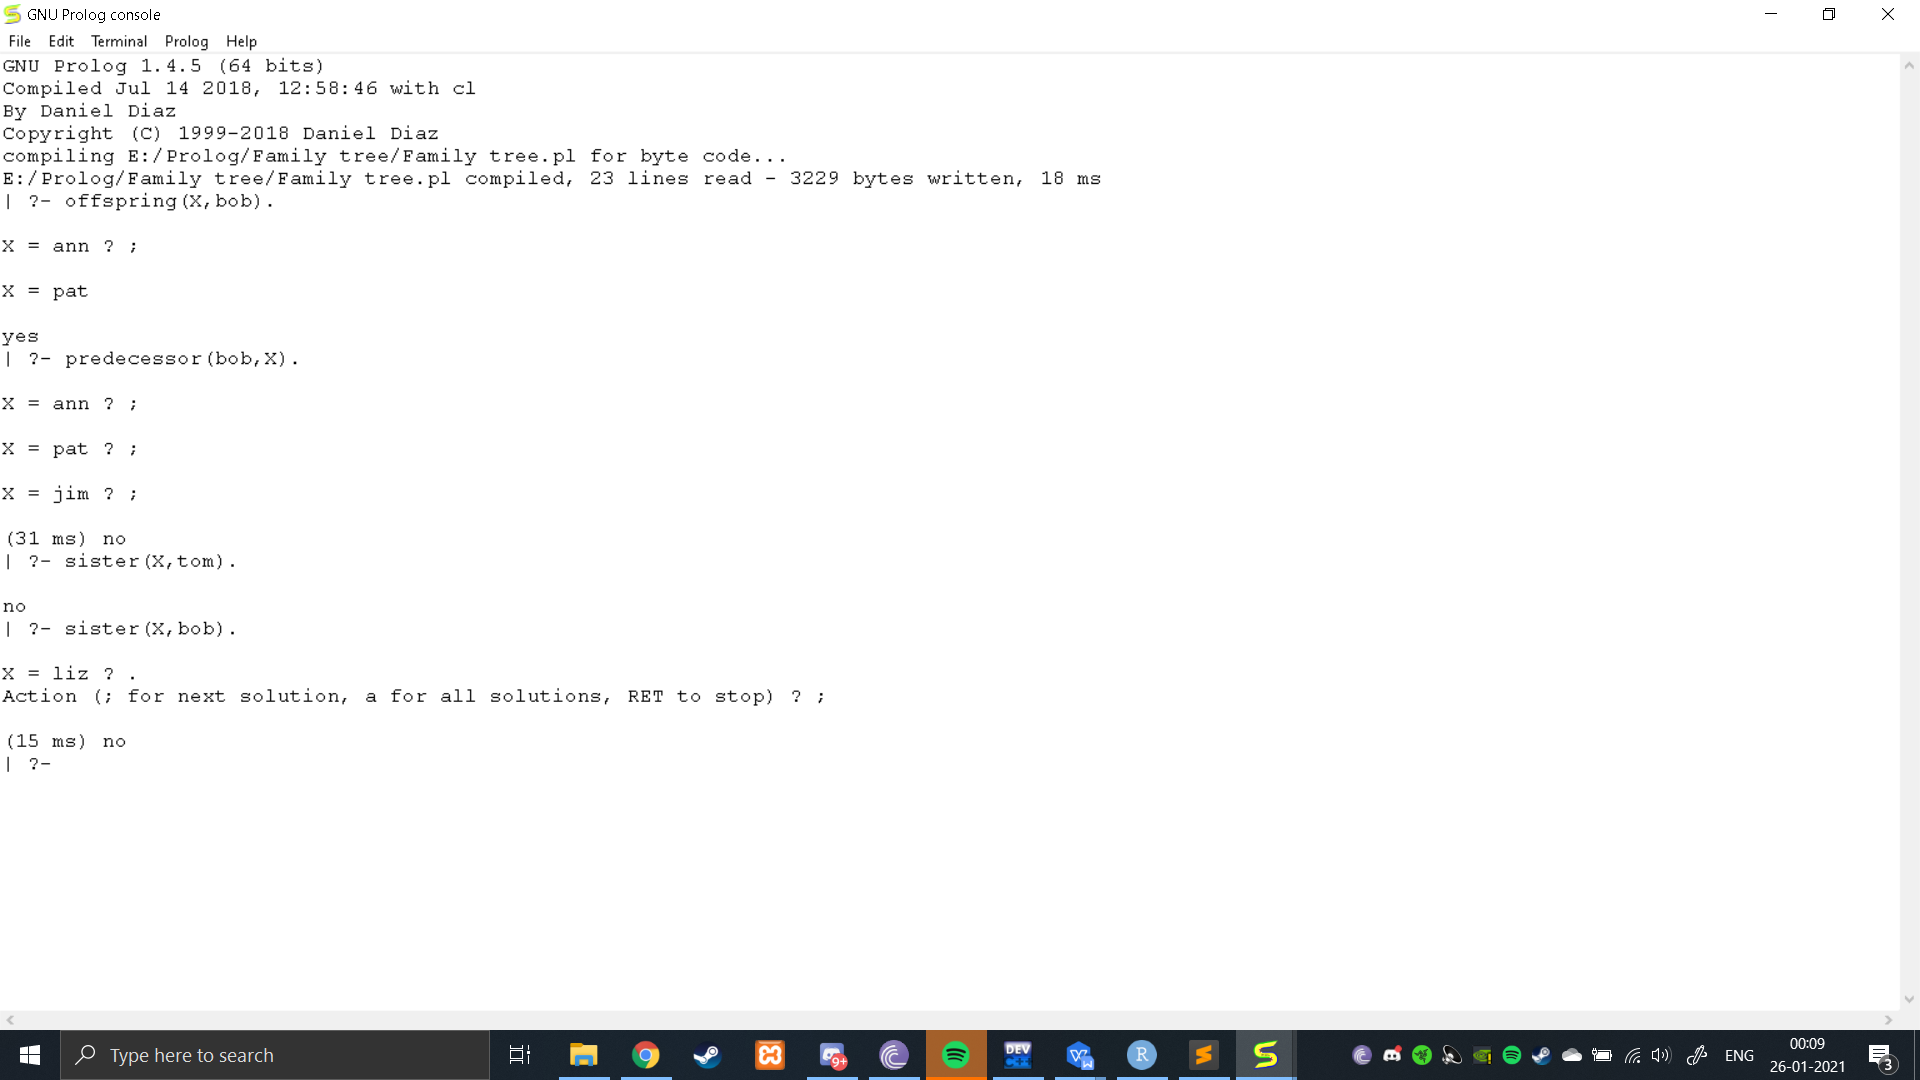 GNU Prolog console
File Edit Terminal Prolog Help
GNU Prolog 1.4.5 (64 bits)
Compiled Jul 14 2018, 12:58:46 with cl
By Daniel Diaz
Copyright (C) 1999-2018 Daniel Diaz
compiling E:/Prolog/Family tree/Family tree.pl for byte code...
E:/Prolog/Family tree/Family tree.pl compiled, 23 lines read - 3229 bytes written, 18 ms
| ?- offspring(X,bob).
X = ann ? ;
X = pat
yes
| ?- predecessor(bob,X).
X = ann ? ;
X = pat ? ;
X = jim ? ;
(31 ms) no
| ?- sister(X,tom).
no
| ?- sister(X,bob).
X = liz ? .
Action (; for next solution, a for all solutions, RET to stop) ? ;
(15 ms) no
| ?-
Type here to search
9+
DEV
R
ENG
00:09
26-01-2021
3